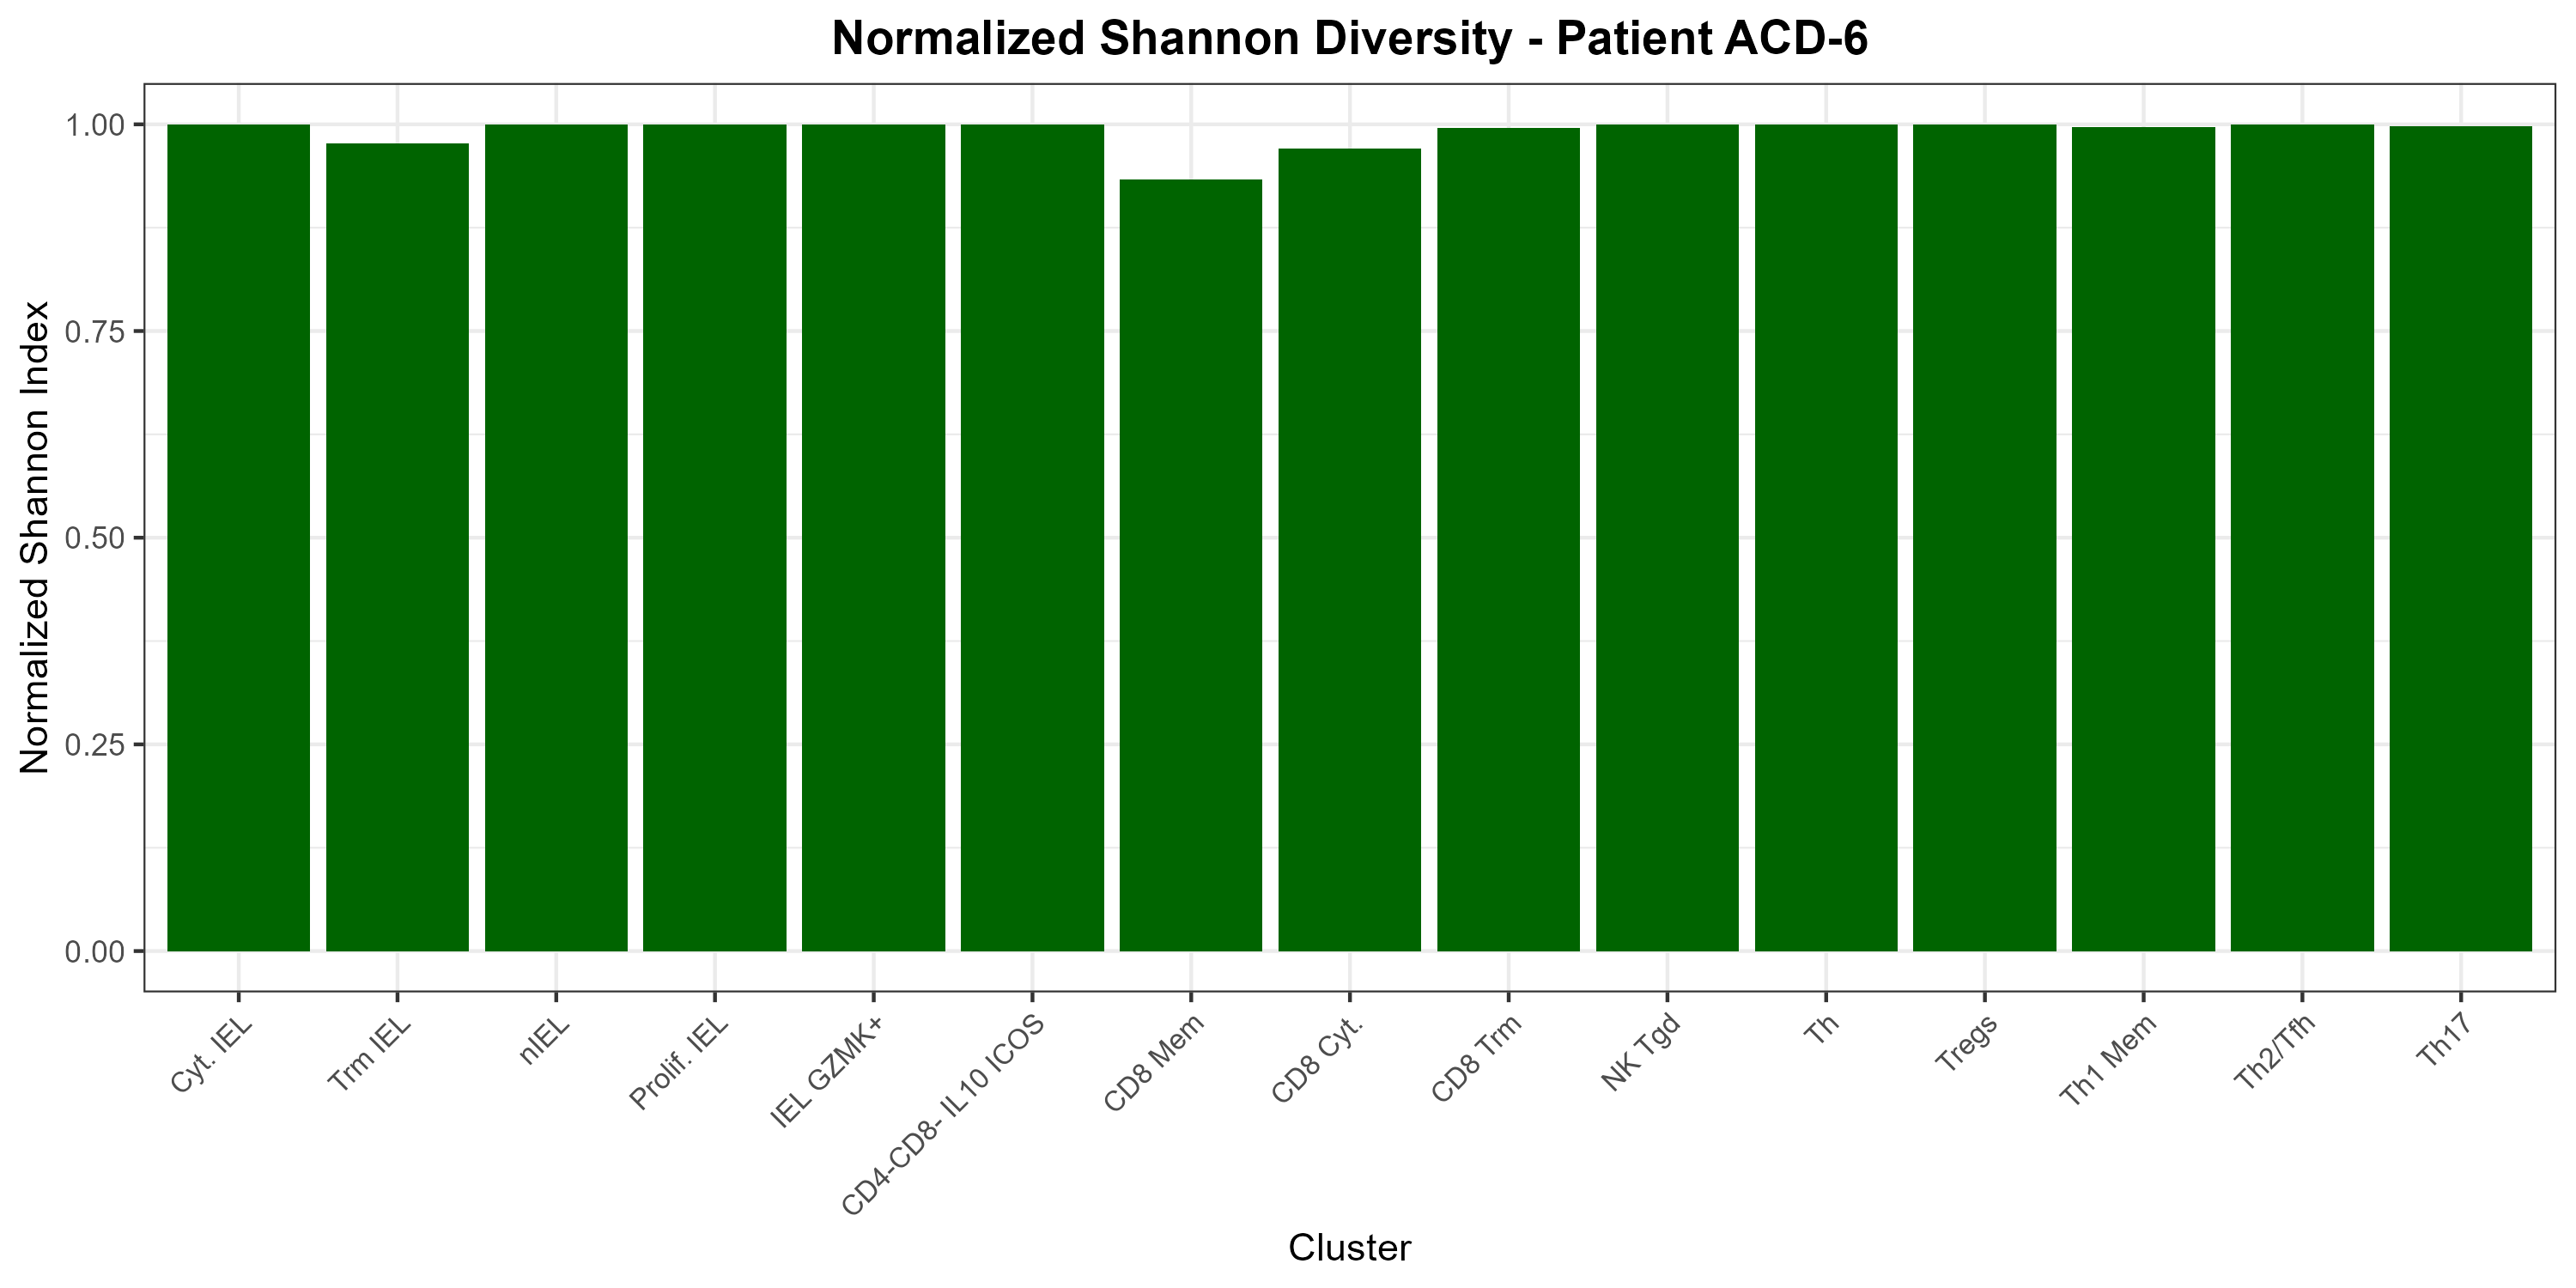 Normalized Shannon Diversity - Patient ACD-6
Normalized Shannon Index
1.00
0.75
0.50
0.25
0.00
Cyt. IEL
Trm IEL
nIEL
Prolif. IEL
IEL GZMK+
CD4-CD8- IL10 ICOS
CD8 Mem
CD8 Cyt.
CD8 Trm
NK Tgd
Th
Tregs
Th1 Mem
Th2/Tfh
Th17
Cluster